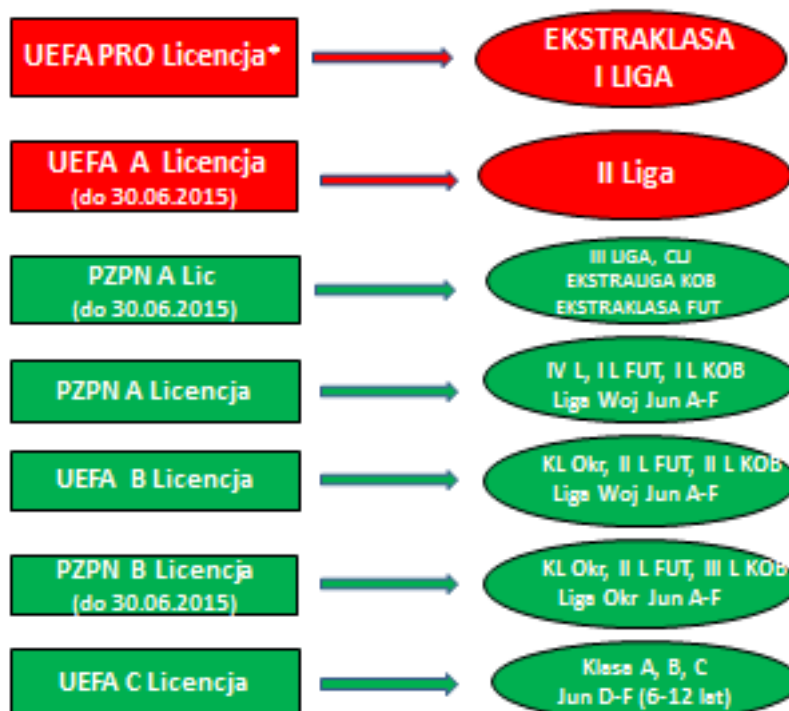 UEFA PRO Licencja*
EKSTRAKLASA
I LIGA
UEFA A Licencja
(do 30.06.2015)
II Liga
PZPN A Lic
(do 30.06.2015)
III LIGA, CLJ
EKSTRALIGA KOB
EKSTRAKLASA FUT
PZPN A Licencja
IV L, I L FUT, I L KOB
Liga Woj Jun A-F
UEFA B Licencja
KL Okr, II L FUT, II L KOB
Liga Woj Jun A-F
PZPN B Licencja
(do 30.06.2015)
KL Okr, II L FUT, III L KOB
Liga Okr Jun A-F
UEFA C Licencja
Klasa A, B, C
Jun D-F (6-12 lat)